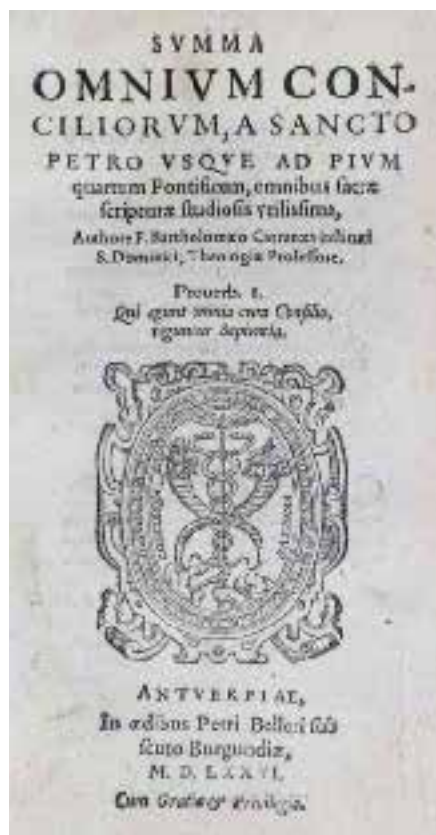 SVMMA
OMNIVM CON-
CILIORVM, A SANCTO
PETRO VSQVE AD PIVM
quartum Pontificem, omnibus sacræ
scripturæ studiosis vtilissima,
Authore F. Bartholomæo Carranza
S. Dominici, Theologiæ Professore.
Prouerb.
Qui agunt omnia cum Consilio,
reguntur sapientia.
ANTVERPIAE,
In ædibus Petri Belleri sub
scuto Burgundiæ,
M. D. LXXVI.
Cum Gratia & Priuilegio.